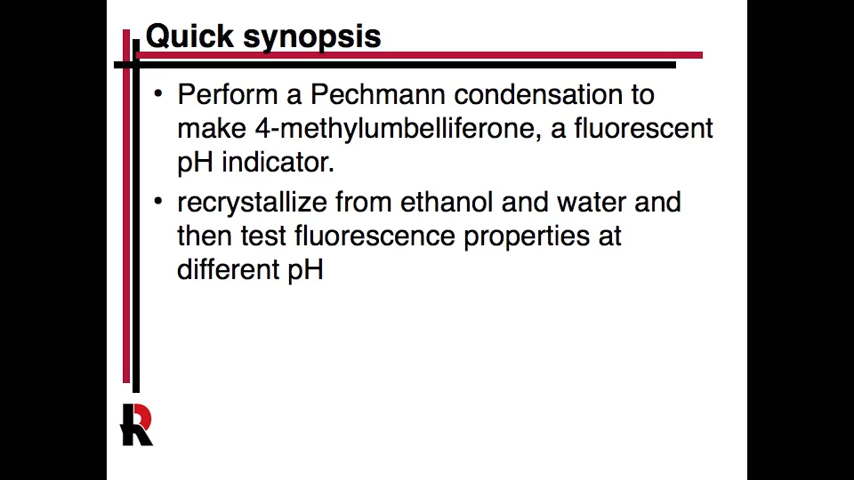 Quick synopsis
• Perform a Pechmann condensation to
make 4-methylumbelliferone, a fluorescent
pH indicator.
• recrystallize from ethanol and water and
then test fluorescence properties at
different pH